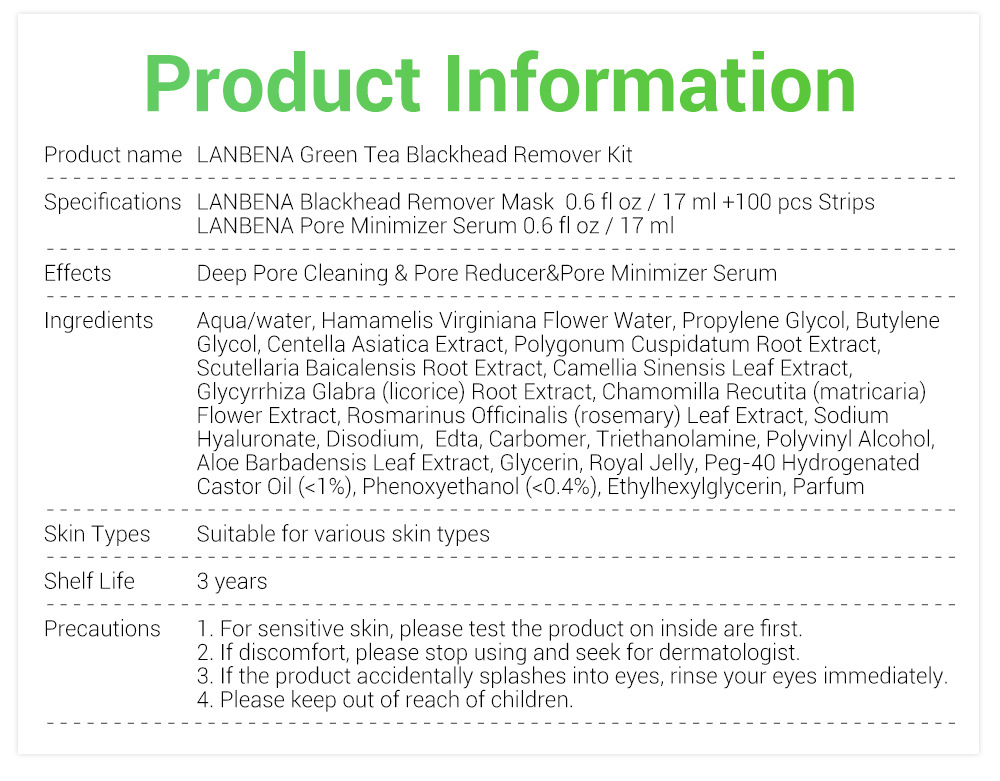 Product Information
Product name LANBENA Green Tea Blackhead Remover Kit
Specifications LANBENA Blackhead Remover Mask 0.6 fl oz / 17 ml +100 pcs Strips
LANBENA Pore Minimizer Serum 0.6 fl oz / 17 ml
Effects Deep Pore Cleaning & Pore Reducer&Pore Minimizer Serum
Ingredients Aqua/water, Hamamelis Virginiana Flower Water, Propylene Glycol, Butylene
Glycol, Centella Asiatica Extract, Polygonum Cuspidatum Root Extract,
Scutellaria Baicalensis Root Extract, Camellia Sinensis Leaf Extract,
Glycyrrhiza Glabra (licorice) Root Extract, Chamomilla Recutita (matricaria)
Flower Extract, Rosmarinus Officinalis (rosemary) Leaf Extract, Sodium
Hyaluronate, Disodium, Edta, Carbomer, Triethanolamine, Polyvinyl Alcohol,
Aloe Barbadensis Leaf Extract, Glycerin, Royal Jelly, Peg-40 Hydrogenated
Castor Oil (<1%), Phenoxyethanol (<0.4%), Ethylhexylglycerin, Parfum
Skin Types Suitable for various skin types
Shelf Life 3 years
Precautions 1. For sensitive skin, please test the product on inside are first.
2. If discomfort, please stop using and seek for dermatologist.
3. If the product accidentally splashes into eyes, rinse your eyes immediately.
4. Please keep out of reach of children.